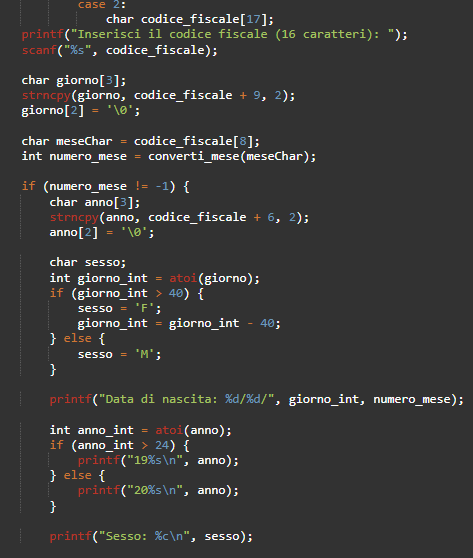 case 2:
char codice_fiscale[17];
printf("Inserisci il codice fiscale (16 caratteri): ");
scanf("%s", codice_fiscale);
char giorno[3];
strncpy(giorno, codice_fiscale + 9, 2);
giorno[2] = '\0';
char meseChar = codice_fiscale[8];
int numero_mese = converti_mese(meseChar);
if (numero_mese != -1) {
char anno[3];
strncpy(anno, codice_fiscale + 6, 2);
anno[2] = '\0';
char sesso;
int giorno_int = atoi(giorno);
if (giorno_int > 40) {
sesso = 'F';
giorno_int = giorno_int - 40;
} else {
sesso = 'M';
}
printf("Data di nascita: %d/%d/", giorno_int, numero_mese);
int anno_int = atoi(anno);
if (anno_int > 24) {
printf("19%s\n", anno);
} else {
printf("20%s\n", anno);
}
printf("Sesso: %c\n", sesso);